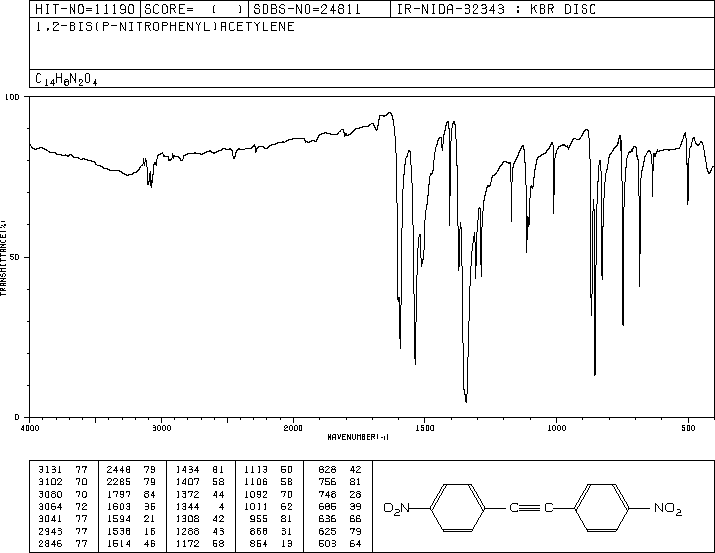 HIT-NO=11190 SCORE= ( ) SDBS-NO=24811 IR-NIDA-32343 : KBR DISC
1,2-BIS(P-NITROPHENYL)ACETYLENE
C14H8N2O4
100
TRANSMITTANCE(%)
50
0
4000 3000 2000 1500 1000 500
WAVENUMBER(-1)
3131 77 2448 79 1434 81 1113 50 828 42
3102 70 2285 79 1407 58 1106 58 756 81
3080 70 1797 84 1372 44 1092 70 748 28
3064 72 1603 36 1344 4 1011 62 686 39
3041 77 1594 21 1308 42 955 81 636 66
2943 77 1538 16 1288 43 868 31 625 79
2846 77 1514 46 1172 58 854 13 503 64
O2N C≡C NO2